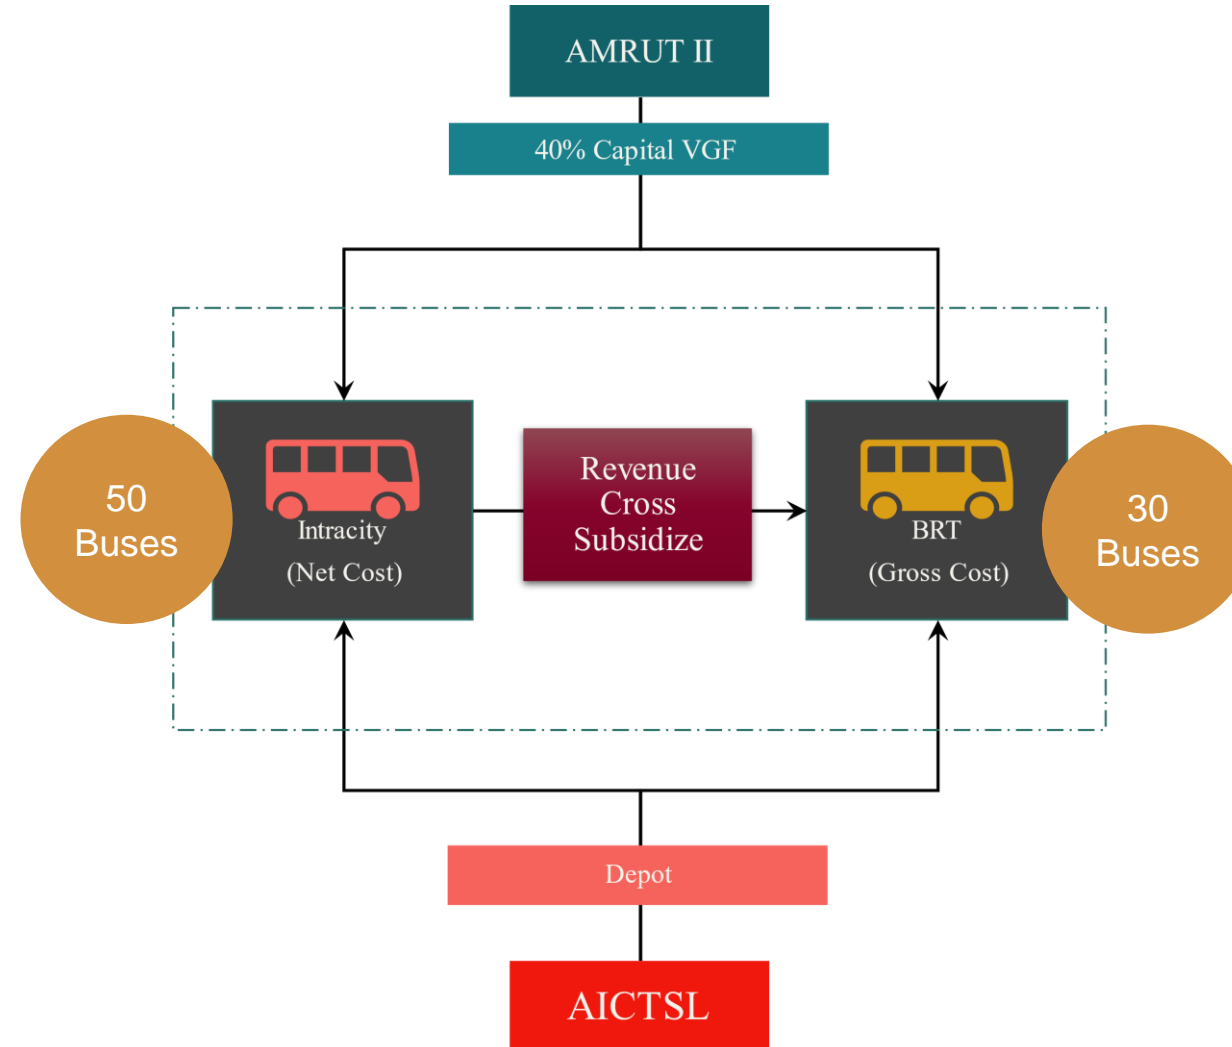 AMRUT II
40% Capital VGF
50
Buses
Intracity
(Net Cost)
Revenue
Cross
Subsidize
BRT
(Gross Cost)
30
Buses
Depot
AICTSL